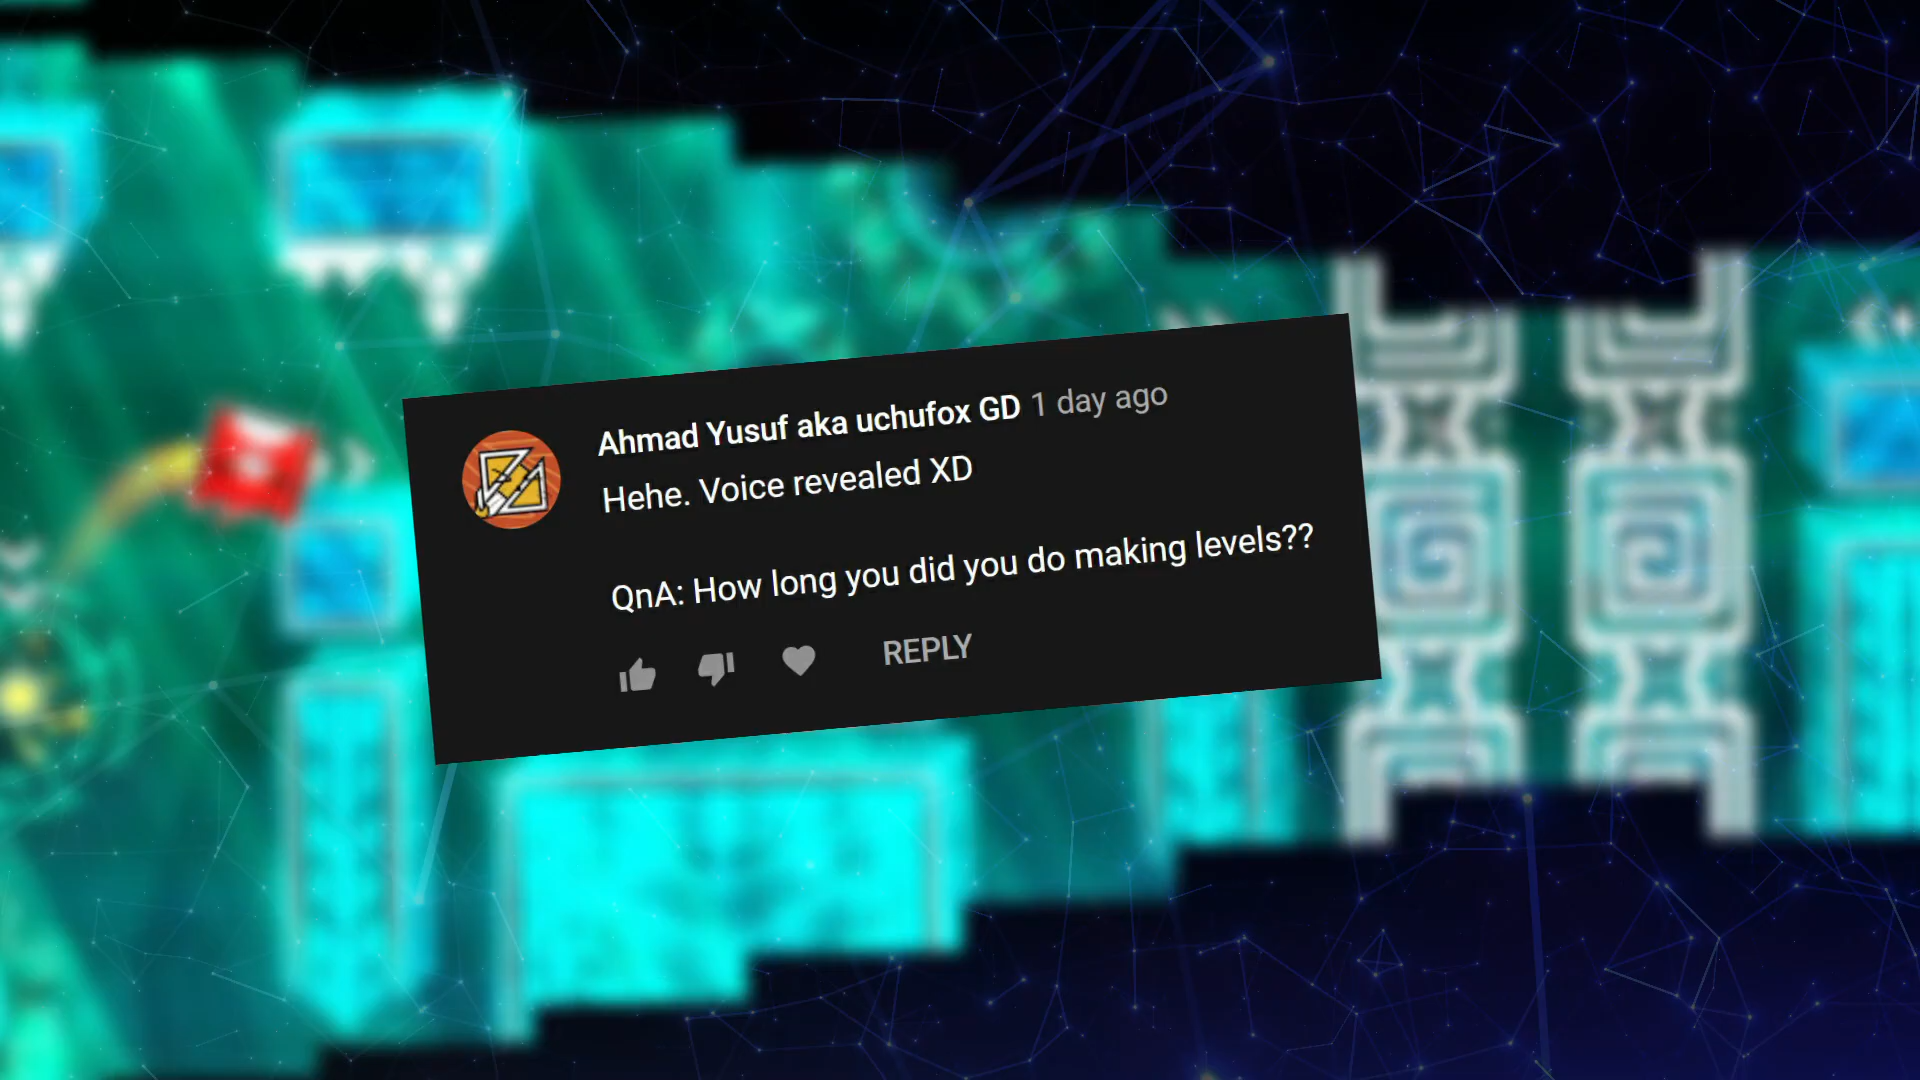 Ahmad Yusuf aka uchufox GD 1 day ago
Hehe. Voice revealed XD
QnA: How long you did you do making levels??
REPLY